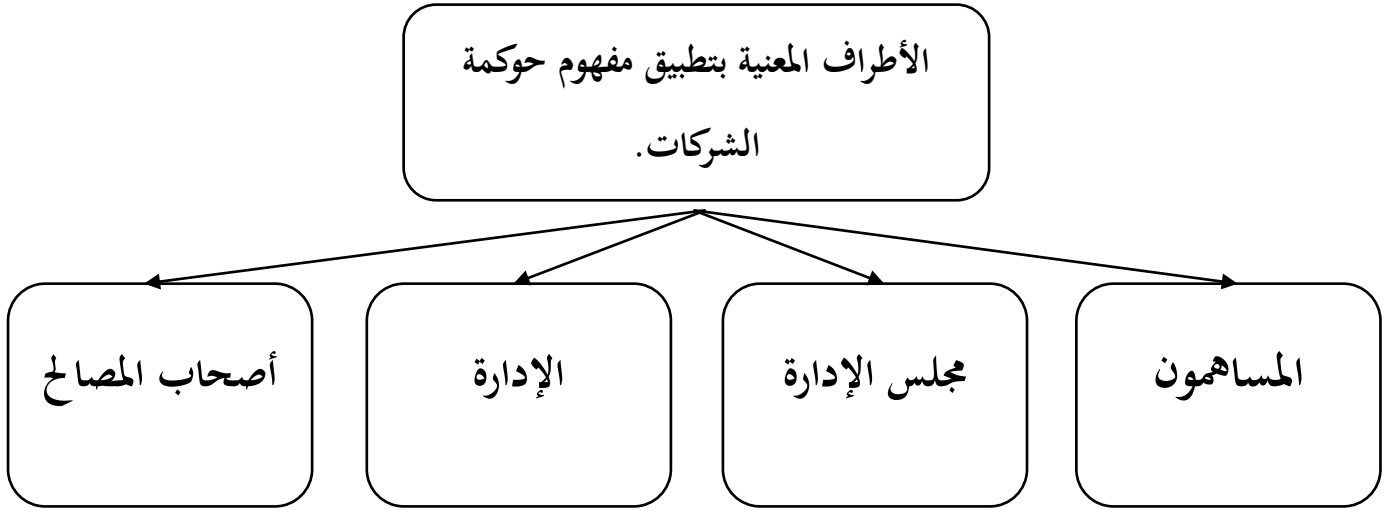 الأطراف المعنية بتطبيق مفهوم حوكمة
الشركات.
المساهمون
مجلس الإدارة
الإدارة
أصحاب المصالح